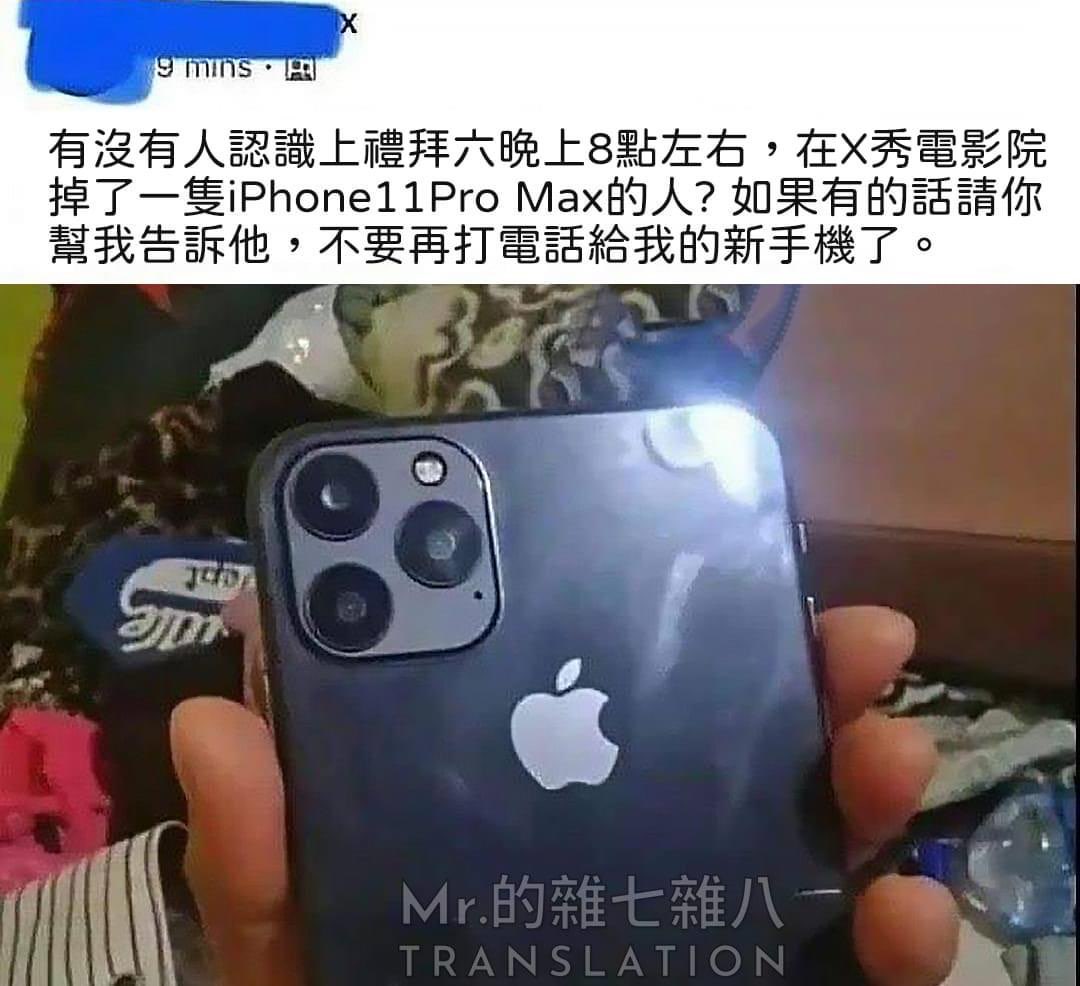 x
9 mins ·
有沒有人認識上禮拜六晚上8點左右，在X秀電影院
掉了一隻iPhone11Pro Max的人? 如果有的話請你
幫我告訴他，不要再打電話給我的新手機了。
Mr.的雜七雜八
TRANSLATION